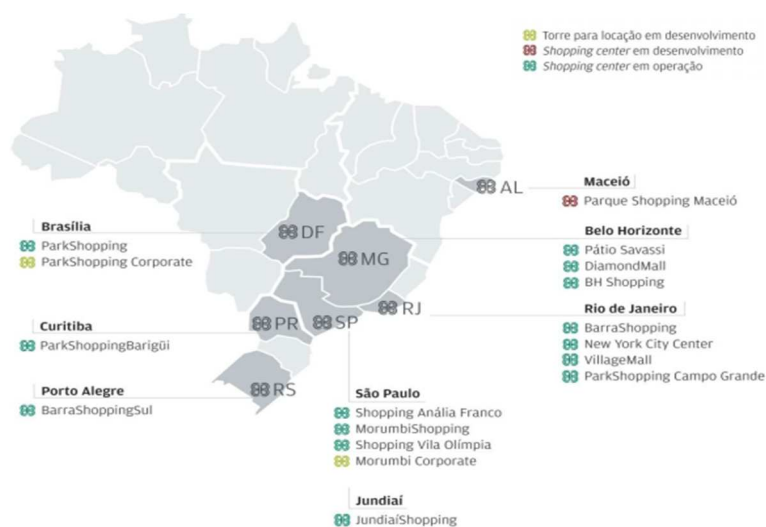 Torre para locação em desenvolvimento
Shopping center em desenvolvimento
Shopping center em operação
AL
Maceió
Parque Shopping Maceió
Brasília
ParkShopping
ParkShopping Corporate
DF
MG
Belo Horizonte
Pátio Savassi
DiamondMall
BH Shopping
RJ
Rio de Janeiro
BarraShopping
New York City Center
VillageMall
ParkShopping Campo Grande
Curitiba
ParkShoppingBarigüi
PR
SP
Porto Alegre
BarraShoppingSul
RS
São Paulo
Shopping Anália Franco
MorumbiShopping
Shopping Vila Olímpia
Morumbi Corporate
Jundiaí
JundiaíShopping